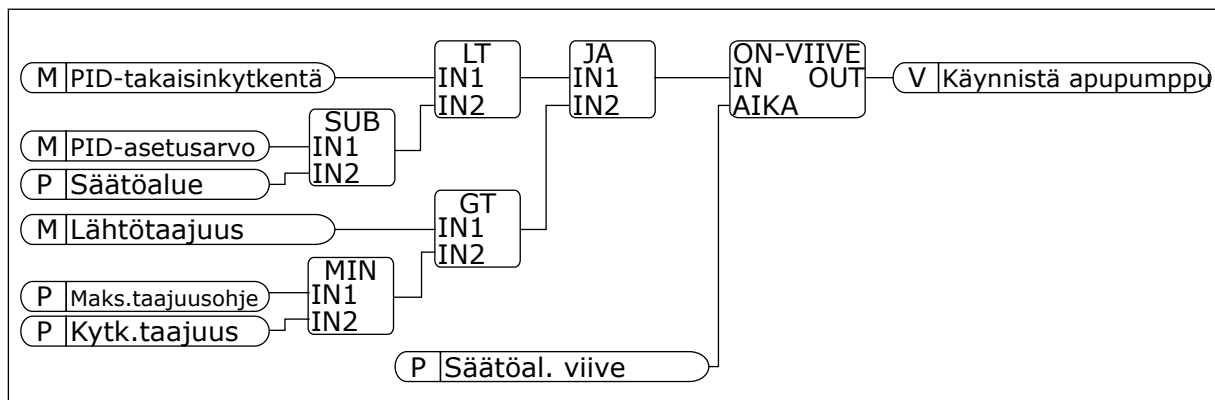 LT
JA
ON-VIIVE
M PID-takaisinkytkentä
IN1
IN1
IN OUT
V Käynnistä apupumppu
IN2
IN2
AIKA
SUB
M PID-asetusarvo
IN1
P Säätöalue
IN2
GT
M Lähtötaajuus
IN1
IN2
MIN
P Maks.taajuusohje
IN1
P Kytk.taajuus
IN2
P Säätöal. viive